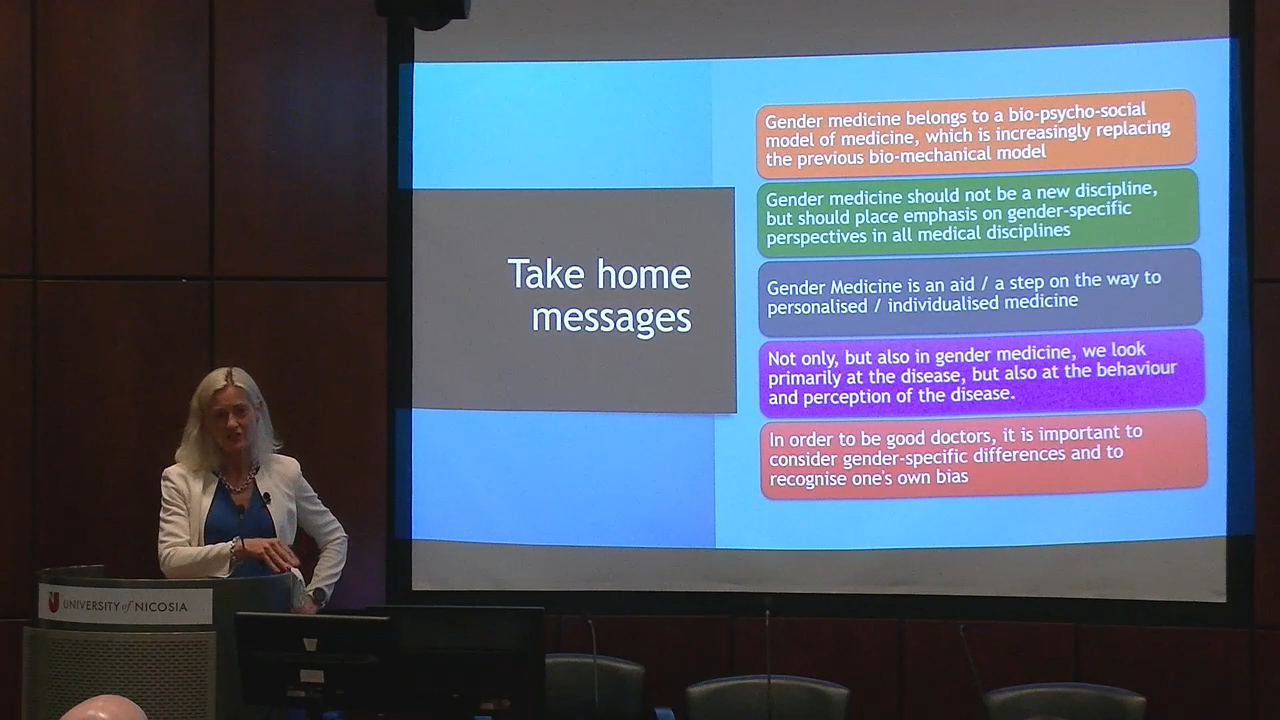 Take home
messages
Gender medicine belongs to a bio-psycho-social
model of medicine, which is increasingly replacing
the previous bio-mechanical model
Gender medicine should not be a new discipline,
but should place emphasis on gender-specific
perspectives in all medical disciplines
Gender Medicine is an aid / a step on the way to
personalised / individualised medicine
Not only, but also in gender medicine, we look
primarily at the disease, but also at the behaviour
and perception of the disease.
In order to be good doctors, it is important to
consider gender-specific differences and to
recognise one's own bias
UNIVERSITY of NICOSIA